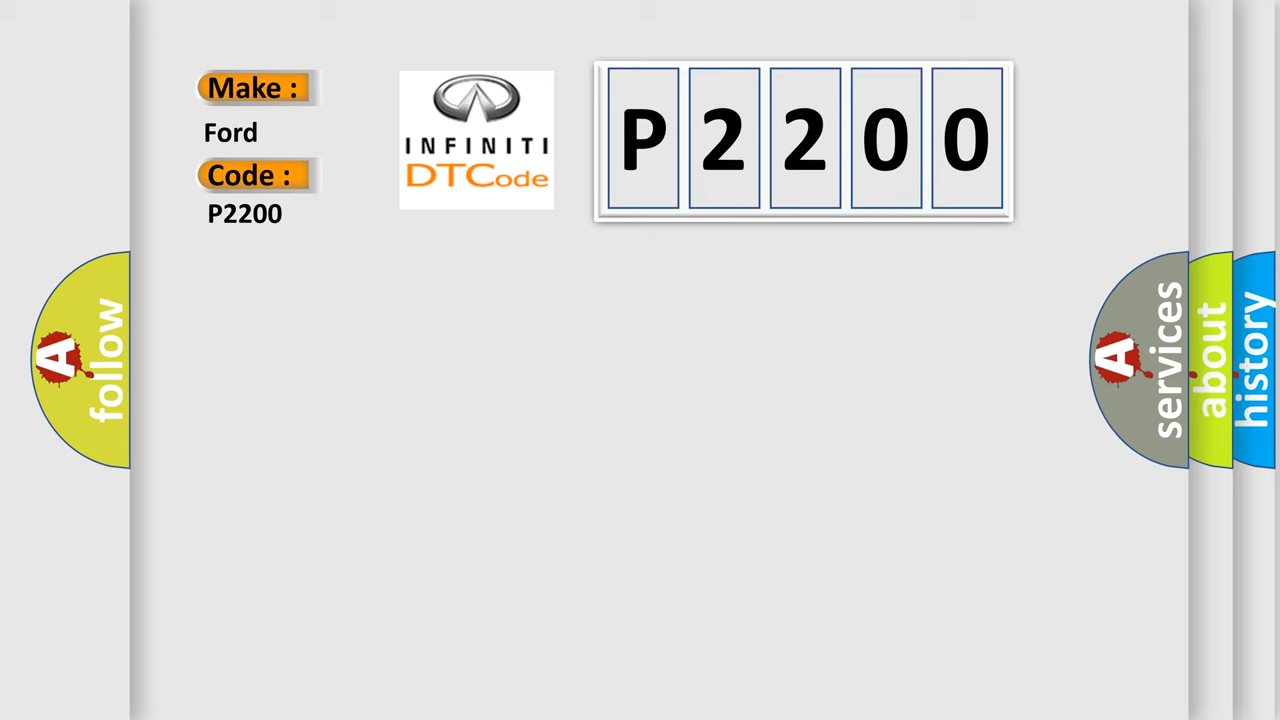 Make :
Ford
Code :
P2200
INFINITI
DTCode
P 2 2 0 0
A
follow
A
services
about
history